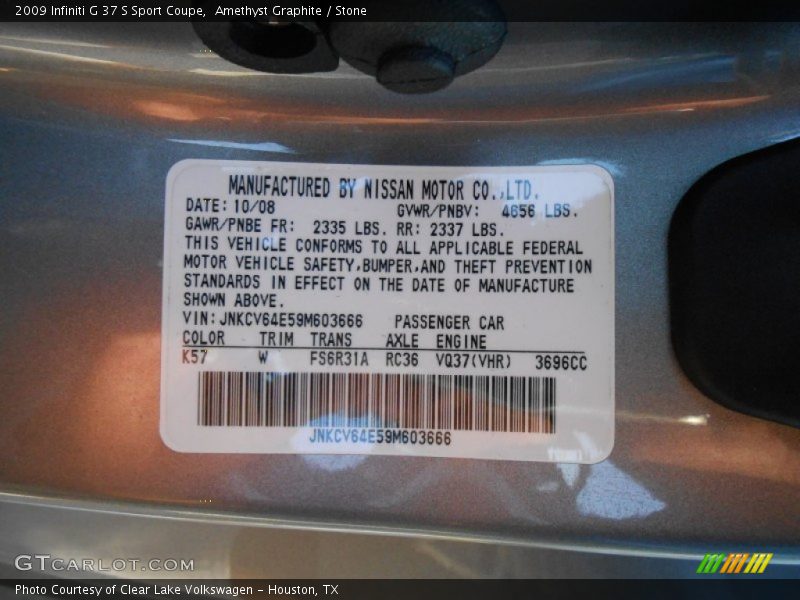 2009 Infiniti G 37 S Sport Coupe, Amethyst Graphite / Stone
MANUFACTURED BY NISSAN MOTOR CO.,LTD.
DATE: 10/08 GVWR/PNBV: 4656 LBS.
GAWR/PNBE FR: 2335 LBS. RR: 2337 LBS.
THIS VEHICLE CONFORMS TO ALL APPLICABLE FEDERAL
MOTOR VEHICLE SAFETY,BUMPER,AND THEFT PREVENTION
STANDARDS IN EFFECT ON THE DATE OF MANUFACTURE
SHOWN ABOVE.
VIN: JNKCV64E59M603666 PASSENGER CAR
COLOR TRIM TRANS AXLE ENGINE
K57 W FS6R31A RC36 VQ37(VHR) 3696CC
JNKCV64E59M603666
GTCARLOT.COM
Photo Courtesy of Clear Lake Volkswagen - Houston, TX